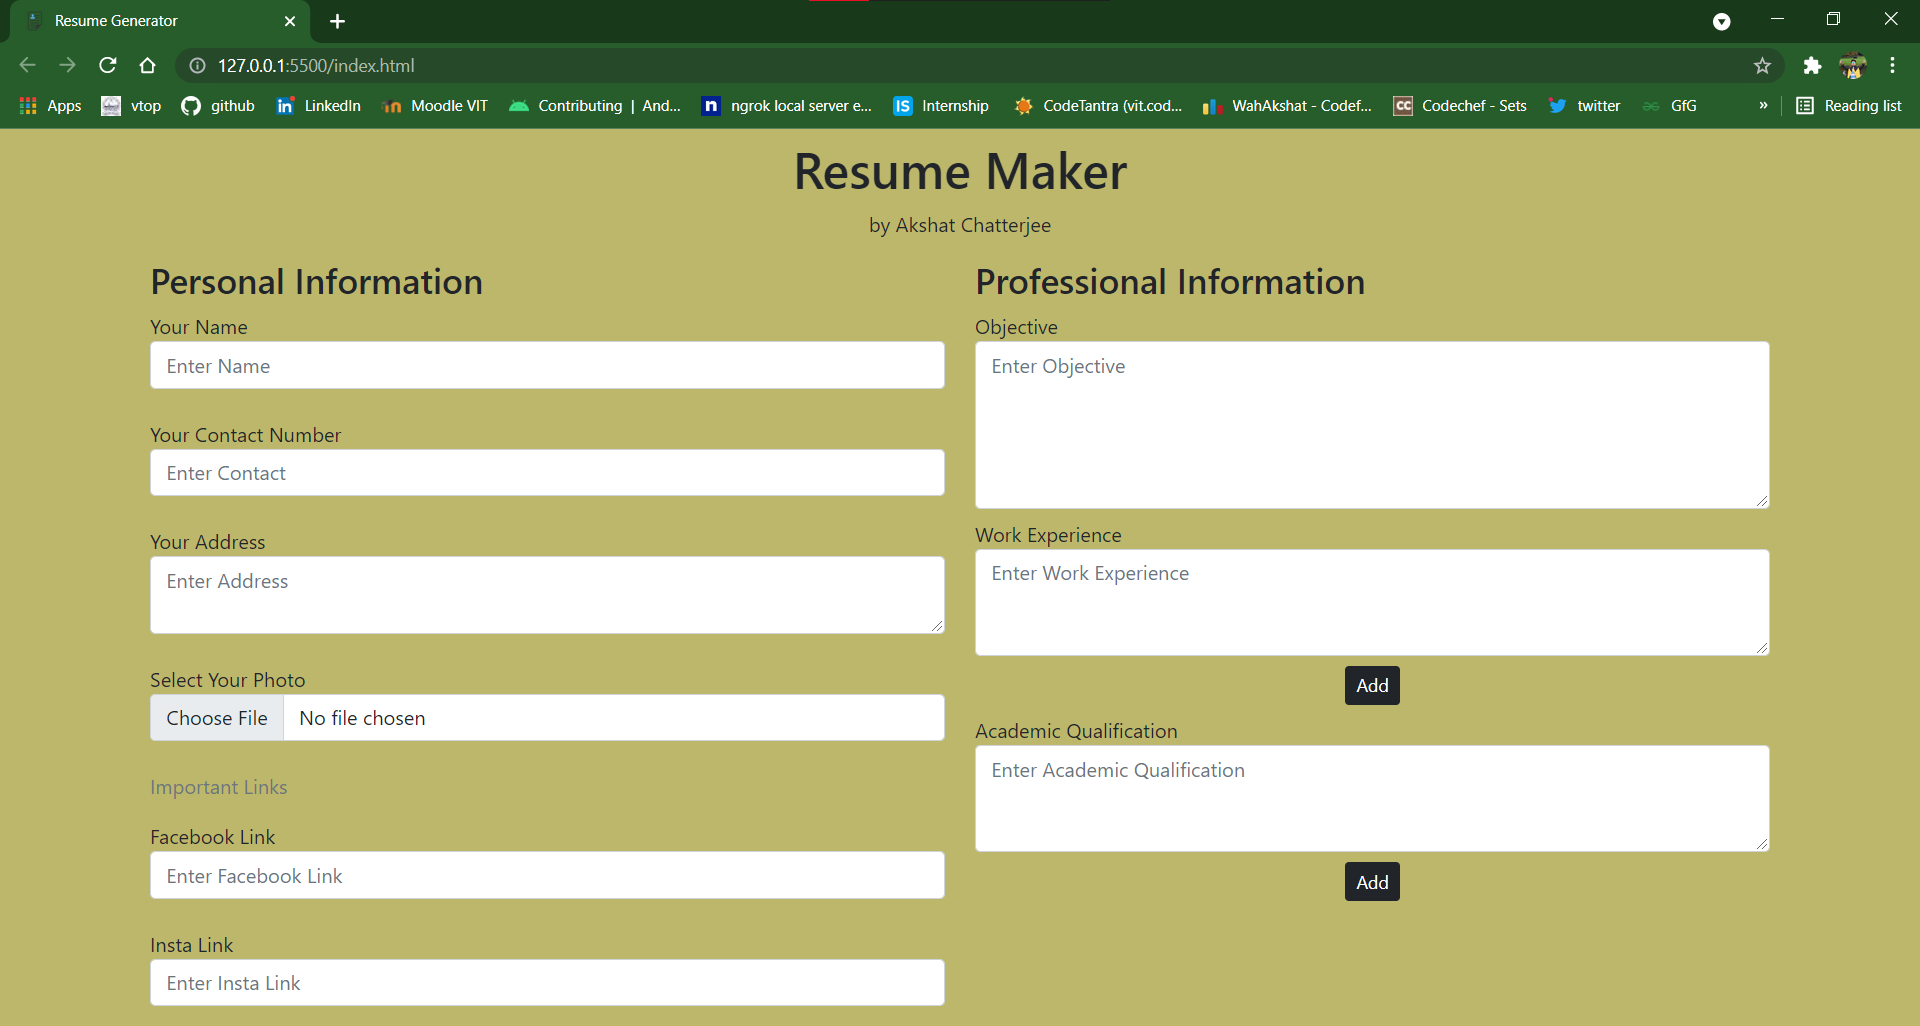 Resume Generator
127.0.0.1:5500/index.html
Apps vtop github LinkedIn Moodle VIT Contributing | And... n ngrok local server e... IS Internship CodeTantra (vit.cod... WahAkshat - Codef... CC Codechef - Sets twitter GfG » Reading list
Resume Maker
by Akshat Chatterjee
Personal Information
Your Name
Enter Name
Your Contact Number
Enter Contact
Your Address
Enter Address
Select Your Photo
Choose File No file chosen
Important Links
Facebook Link
Enter Facebook Link
Insta Link
Enter Insta Link
Professional Information
Objective
Enter Objective
Work Experience
Enter Work Experience
Add
Academic Qualification
Enter Academic Qualification
Add